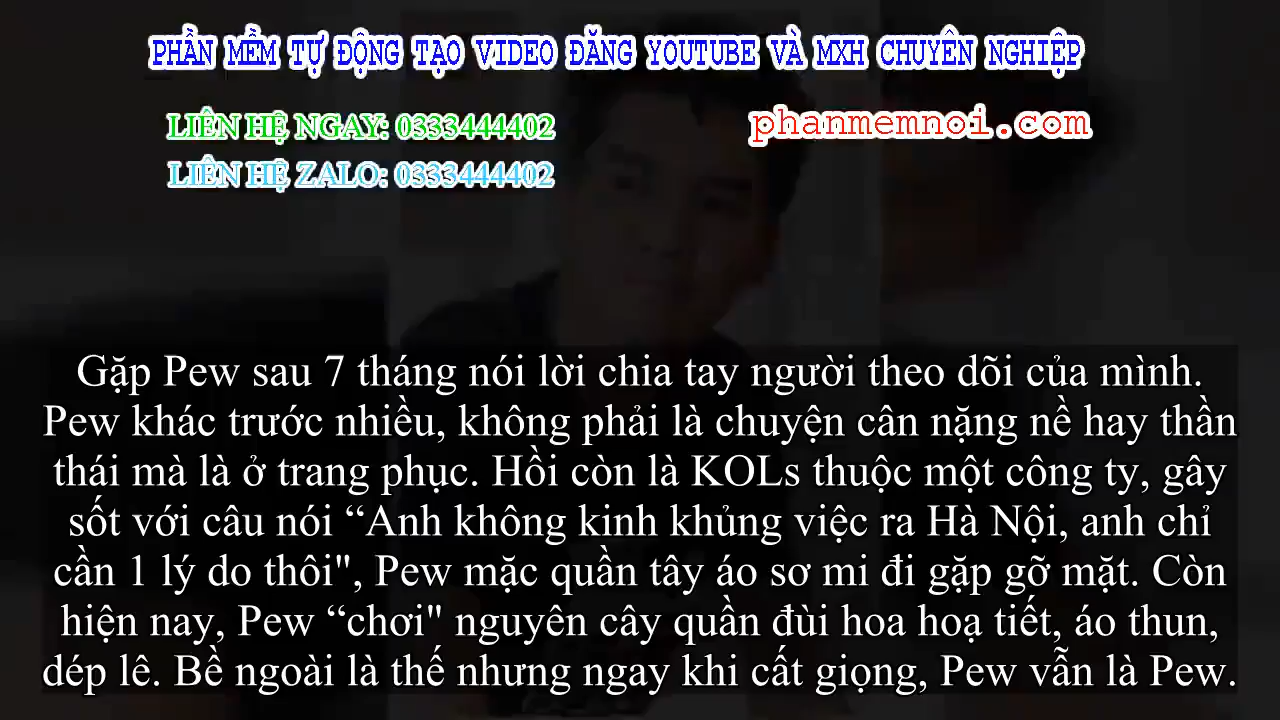 PHẦN MỀM TỰ ĐỘNG TẠO VIDEO ĐĂNG YOUTUBE VÀ MXH CHUYÊN NGHIỆP
LIÊN HỆ NGAY: 0333444402
phanmemnoi.com
LIÊN HỆ ZALO: 0333444402
Gặp Pew sau 7 tháng nói lời chia tay người theo dõi của mình.
Pew khác trước nhiều, không phải là chuyện cân nặng nề hay thần
thái mà là ở trang phục. Hồi còn là KOLs thuộc một công ty, gây
sốt với câu nói “Anh không kinh khủng việc ra Hà Nội, anh chỉ
cần 1 lý do thôi", Pew mặc quần tây áo sơ mi đi gặp gỡ mặt. Còn
hiện nay, Pew “chơi" nguyên cây quần đùi hoa hoạ tiết, áo thun,
dép lê. Bề ngoài là thế nhưng ngay khi cất giọng, Pew vẫn là Pew.